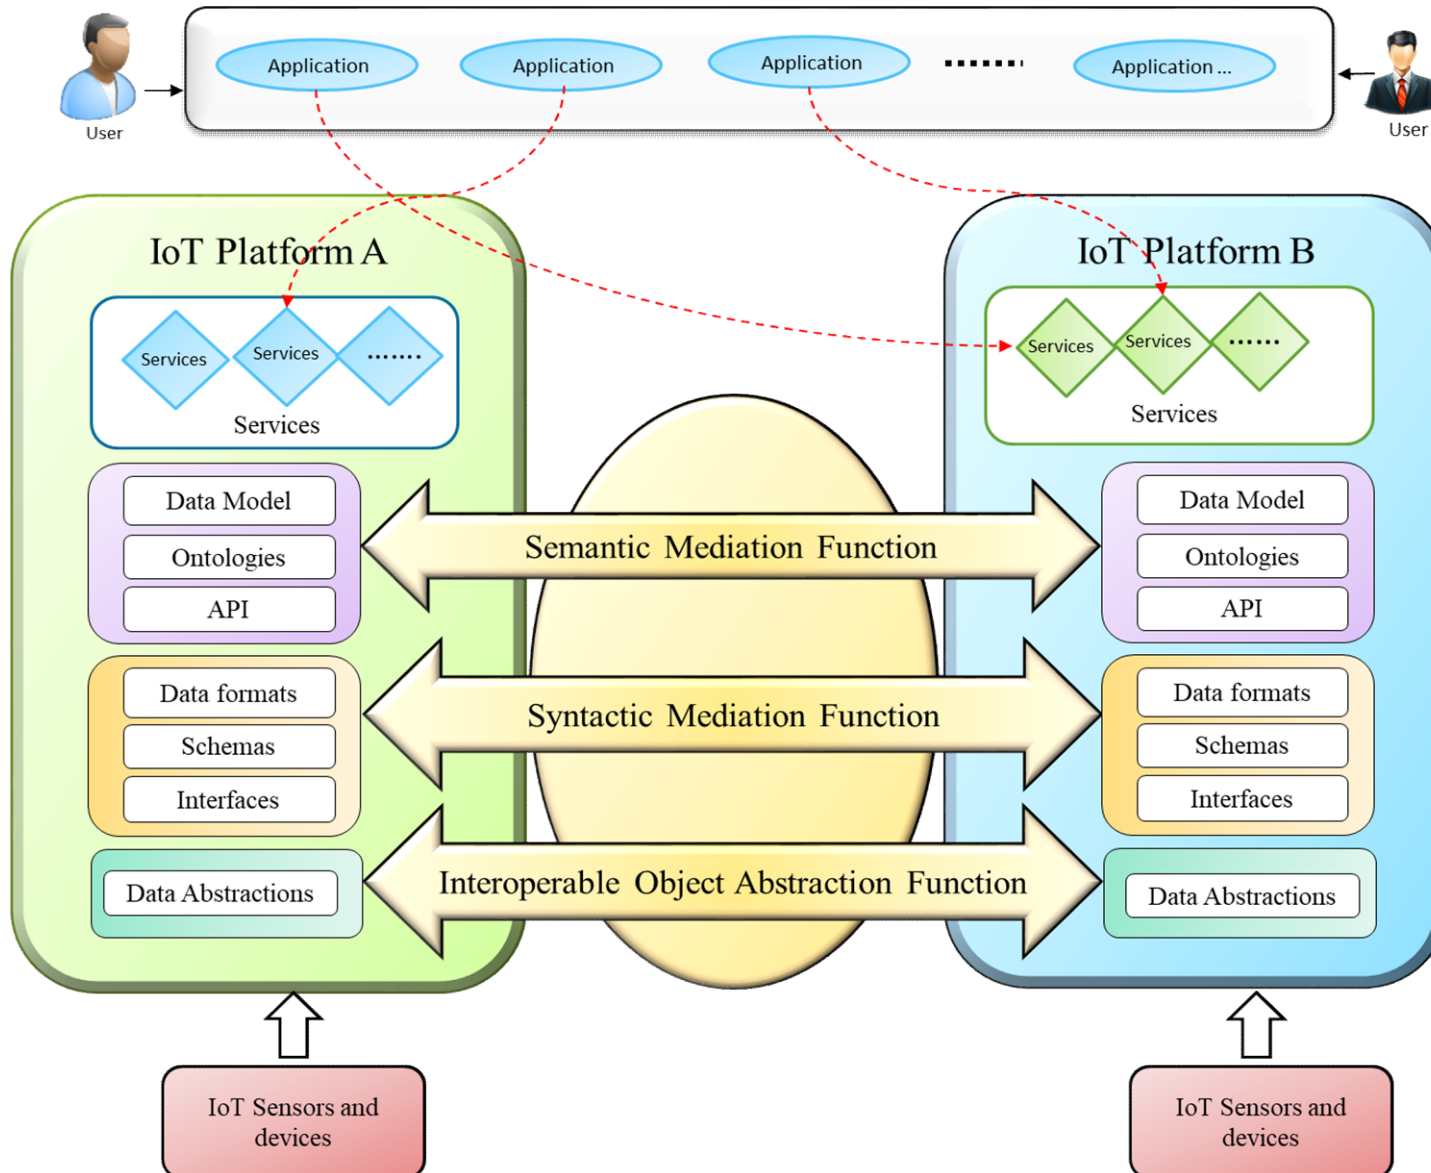 Application
Application
Application
........
Application ...
User
User
IoT Platform A
Services
Services
.......
Services
Data Model
Ontologies
API
Data formats
Schemas
Interfaces
Data Abstractions
Semantic Mediation Function
Syntactic Mediation Function
Interoperable Object Abstraction Function
IoT Platform B
Services
Services
......
Services
Data Model
Ontologies
API
Data formats
Schemas
Interfaces
Data Abstractions
IoT Sensors and
devices
IoT Sensors and
devices